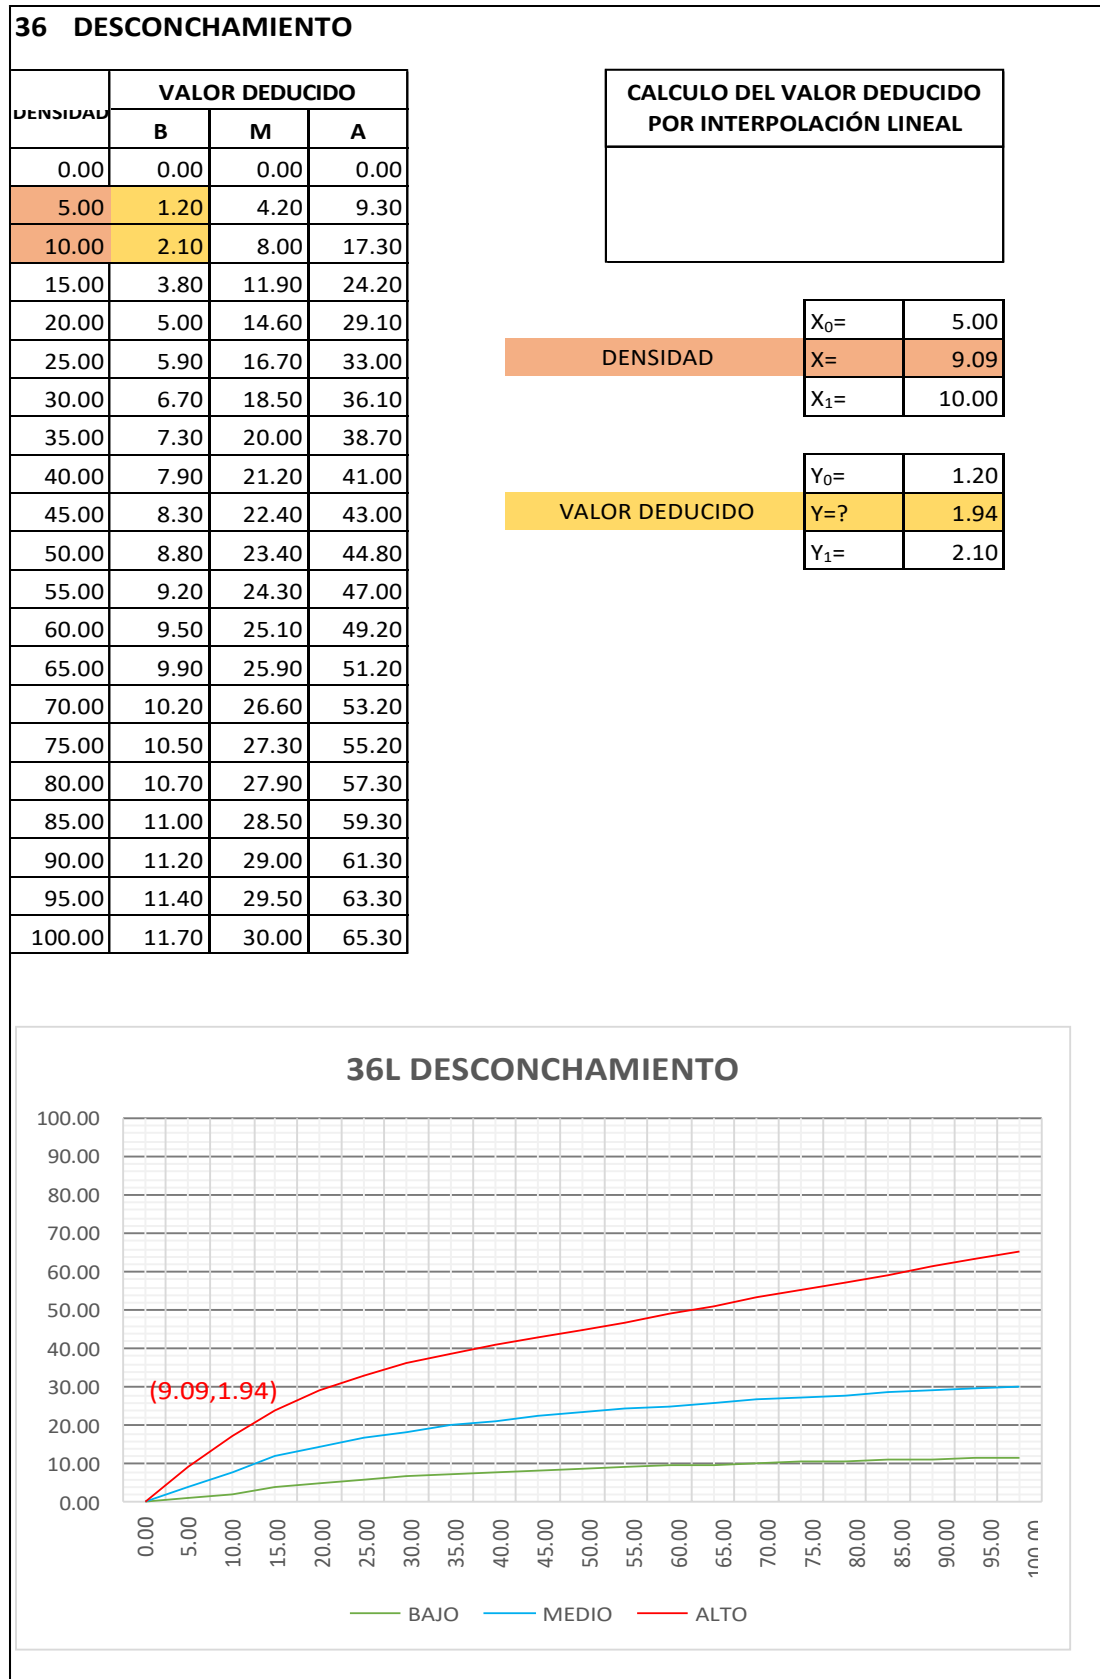 36 DESCONCHAMIENTO
DENSIDAD VALOR DEDUCIDO
B M A
0.00 0.00 0.00 0.00
5.00 1.20 4.20 9.30
10.00 2.10 8.00 17.30
15.00 3.80 11.90 24.20
20.00 5.00 14.60 29.10
25.00 5.90 16.70 33.00
30.00 6.70 18.50 36.10
35.00 7.30 20.00 38.70
40.00 7.90 21.20 41.00
45.00 8.30 22.40 43.00
50.00 8.80 23.40 44.80
55.00 9.20 24.30 47.00
60.00 9.50 25.10 49.20
65.00 9.90 25.90 51.20
70.00 10.20 26.60 53.20
75.00 10.50 27.30 55.20
80.00 10.70 27.90 57.30
85.00 11.00 28.50 59.30
90.00 11.20 29.00 61.30
95.00 11.40 29.50 63.30
100.00 11.70 30.00 65.30
CALCULO DEL VALOR DEDUCIDO
POR INTERPOLACIÓN LINEAL
X₀= 5.00
DENSIDAD X= 9.09
X₁= 10.00
Y₀= 1.20
VALOR DEDUCIDO Y=? 1.94
Y₁= 2.10
36L DESCONCHAMIENTO
100.00
90.00
80.00
70.00
60.00
50.00
40.00
30.00
20.00
10.00
0.00
(9.09,1.94)
0.00 5.00 10.00 15.00 20.00 25.00 30.00 35.00 40.00 45.00 50.00 55.00 60.00 65.00 70.00 75.00 80.00 85.00 90.00 95.00 100.00
BAJO MEDIO ALTO